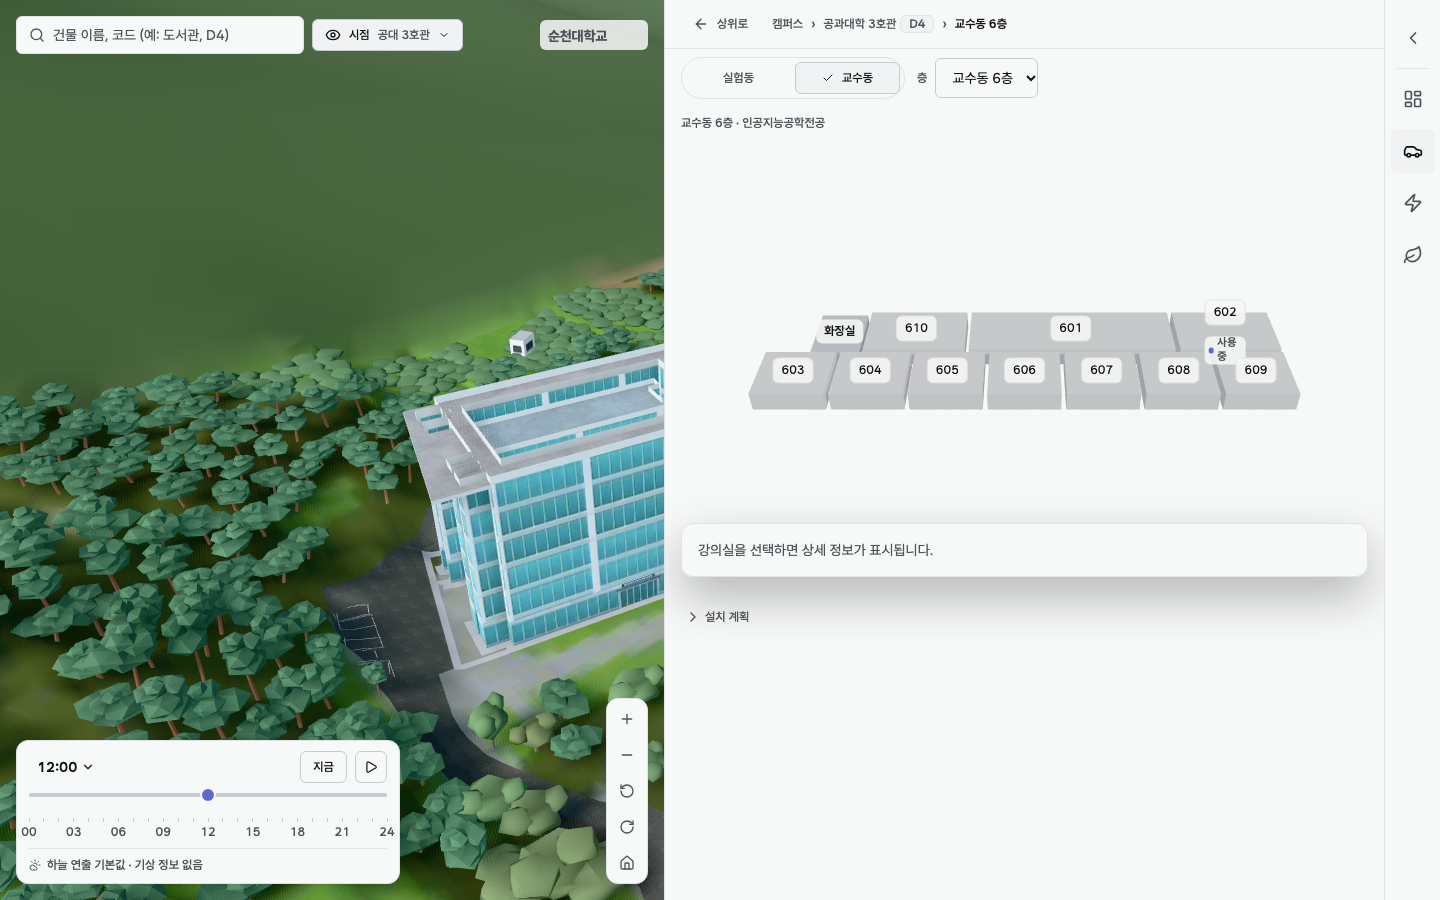 건물 이름, 코드 (예: 도서관, D4)
시점 공대 3호관
순천대학교
상위로 캠퍼스 › 공과대학 3호관 D4 › 교수동 6층
실험동 교수동 층 교수동 6층
교수동 6층 · 인공지능공학전공
602
화장실 610 601
사용
중
603 604 605 606 607 608 609
강의실을 선택하면 상세 정보가 표시됩니다.
설치 계획
12:00 지금
00 03 06 09 12 15 18 21 24
하늘 연출 기본값 · 기상 정보 없음